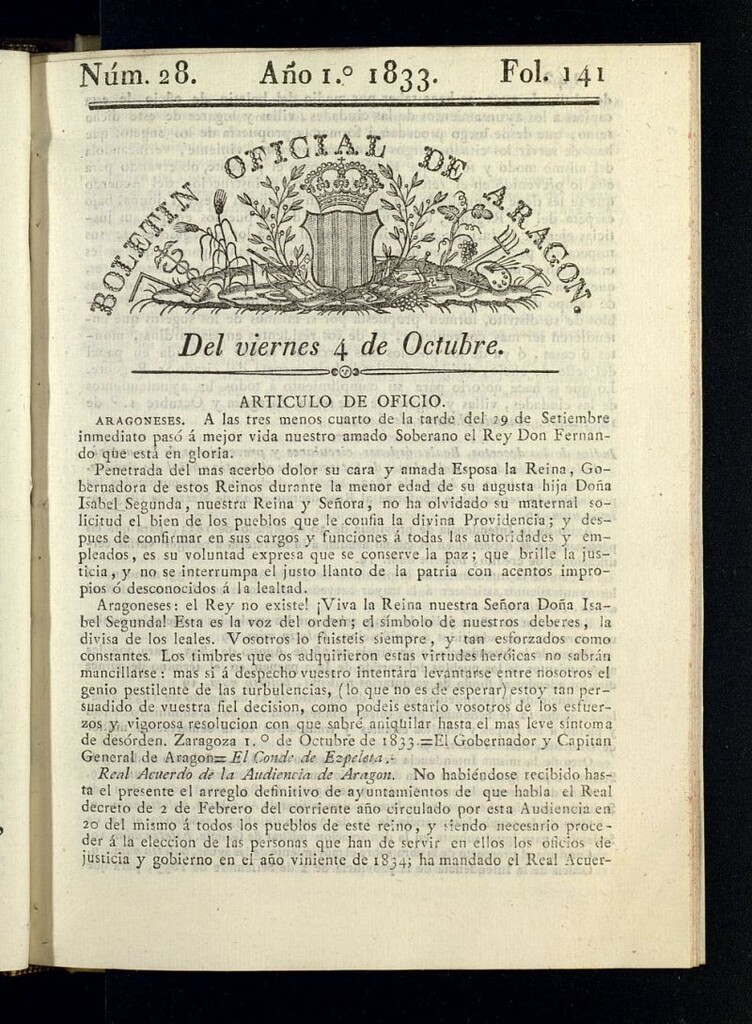 Núm. 28. Año 1.º 1833. Fol. 141
BOLETIN OFICIAL DE ARAGON.
Del viernes 4 de Octubre.
ARTICULO DE OFICIO.
ARAGONESES. A las tres menos cuarto de la tarde del 29 de Setiembre
inmediato pasó á mejor vida nuestro amado Soberano el Rey Don Fernan-
do que está en gloria.
Penetrada del mas acerbo dolor su cara y amada Esposa la Reina, Go-
bernadora de estos Reinos durante la menor edad de su augusta hija Doña
Isabel Segunda, nuestra Reina y Señora, no ha olvidado su maternal so-
licitud el bien de los pueblos que le confia la divina Providencia; y des-
pues de confirmar en sus cargos y funciones á todas las autoridades y em-
pleados, es su voluntad expresa que se conserve la paz; que brille la jus-
ticia, y no se interrumpa el justo llanto de la patria con acentos impro-
pios ó desconocidos á la lealtad.
Aragoneses: el Rey no existe! ¡Viva la Reina nuestra Señora Doña Isa-
bel Segunda! Esta es la voz del orden; el símbolo de nuestros deberes, la
divisa de los leales. Vosotros lo fuisteis siempre, y tan esforzados como
constantes. Los timbres que os adquirieron estas virtudes heróicas no sabrán
mancillarse: mas si á despecho vuestro intentára levantarse entre nosotros el
genio pestilente de las turbulencias, (lo que no es de esperar) estoy tan per-
suadido de vuestra fiel decision, como podeis estarlo vosotros de los esfuer-
zos y vigorosa resolucion con que sabré aniquilar hasta el mas leve síntoma
de desórden. Zaragoza 1.º de Octubre de 1833.=El Gobernador y Capitan
General de Aragon=El Conde de Ezpeleta.=
Real Acuerdo de la Audiencia de Aragon. No habiéndose recibido has-
ta el presente el arreglo definitivo de ayuntamientos de que habla el Real
decreto de 2 de Febrero del corriente año circulado por esta Audiencia en
20 del mismo á todos los pueblos de este reino, y siendo necesario proce-
der á la eleccion de las personas que han de servir en ellos los oficios de
justicia y gobierno en el año viniente de 1834; ha mandado el Real Acuer-